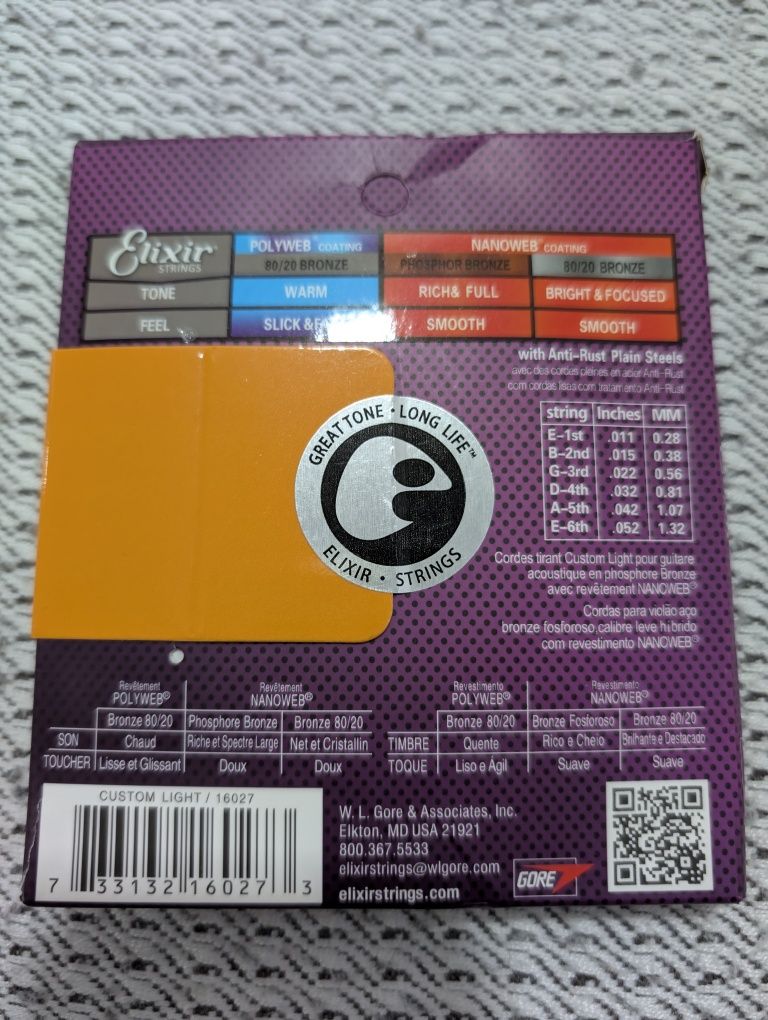 Elixir
STRINGS
POLYWEB™ COATING
NANOWEB™ COATING
80/20 BRONZE
PHOSPHOR BRONZE
80/20 BRONZE
TONE
WARM
RICH& FULL
BRIGHT & FOCUSED
FEEL
SLICK &
SMOOTH
SMOOTH
with Anti-Rust Plain Steels
avec des cordes pleines en acier Anti-Rust
com cordas lisas com tratamento Anti-Rust
string Inches MM
E-1st .011 0.28
B-2nd .015 0.38
G-3rd .022 0.56
D-4th .032 0.81
A-5th .042 1.07
E-6th .052 1.32
GREAT TONE • LONG LIFE™
ELIXIR • STRINGS
Cordes tirant Custom Light pour guitare
acoustique en phosphore Bronze
avec revêtement NANOWEB®
Cordas para violão aço
bronze fosforoso,calibre leve híbrido
com revestimento NANOWEB®
Revêtement
POLYWEB®
Revêtement
NANOWEB®
Bronze 80/20 Phosphore Bronze Bronze 80/20
SON Chaud Riche et Spectre Large Net et Cristallin
TOUCHER Lisse et Glissant Doux Doux
Revestimento
POLYWEB®
Revestimento
NANOWEB®
Bronze 80/20 Bronze Fosforoso Bronze 80/20
TIMBRE Quente Rico e Cheio Brilhante e Destacado
TOQUE Liso e Ágil Suave Suave
CUSTOM LIGHT / 16027
7 33132 16027 3
W. L. Gore & Associates, Inc.
Elkton, MD USA 21921
800.367.5533
elixirstrings@wlgore.com
elixirstrings.com
GORE